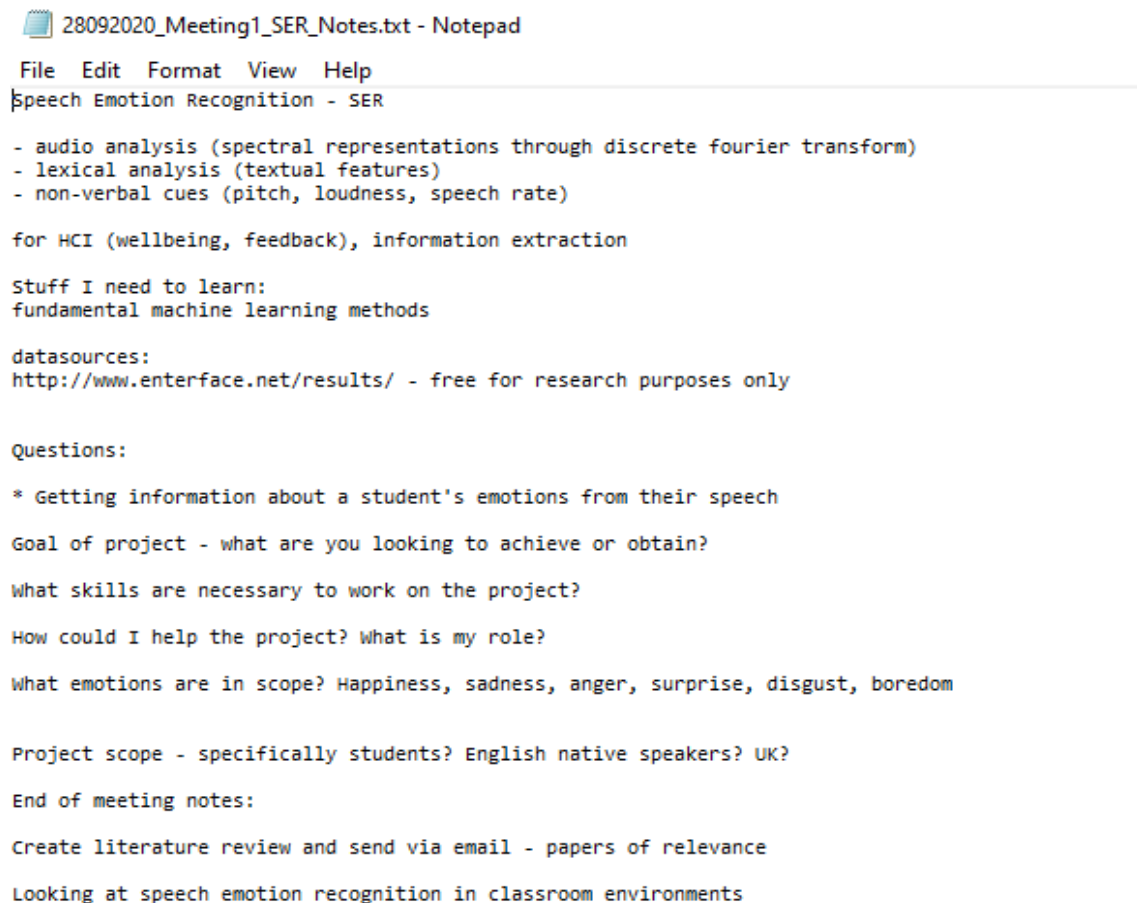 28092020_Meeting1_SER_Notes.txt - Notepad
File Edit Format View Help
Speech Emotion Recognition - SER
- audio analysis (spectral representations through discrete fourier transform)
- lexical analysis (textual features)
- non-verbal cues (pitch, loudness, speech rate)
for HCI (wellbeing, feedback), information extraction
Stuff I need to learn:
fundamental machine learning methods
datasources:
http://www.enterface.net/results/ - free for research purposes only
Questions:
* Getting information about a student's emotions from their speech
Goal of project - what are you looking to achieve or obtain?
What skills are necessary to work on the project?
How could I help the project? What is my role?
What emotions are in scope? Happiness, sadness, anger, surprise, disgust, boredom
Project scope - specifically students? English native speakers? UK?
End of meeting notes:
Create literature review and send via email - papers of relevance
Looking at speech emotion recognition in classroom environments